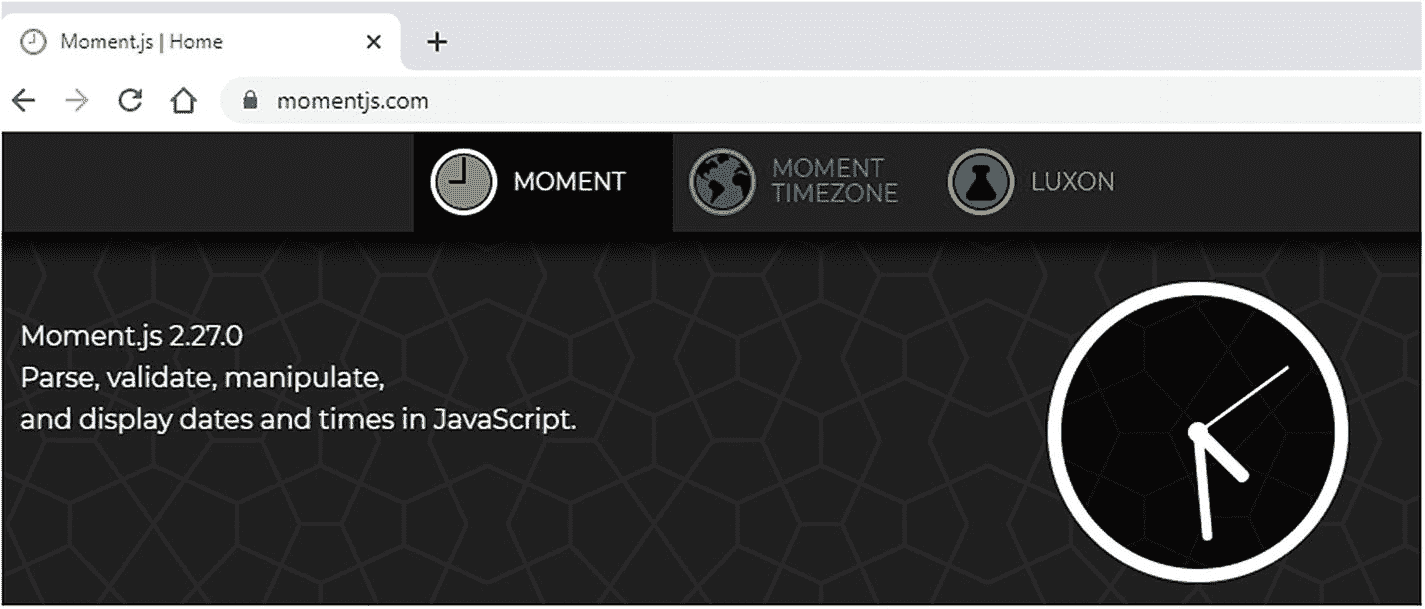 Moment.js | Home
momentjs.com
MOMENT
MOMENT
TIMEZONE
LUXON
Moment.js 2.27.0
Parse, validate, manipulate,
and display dates and times in JavaScript.